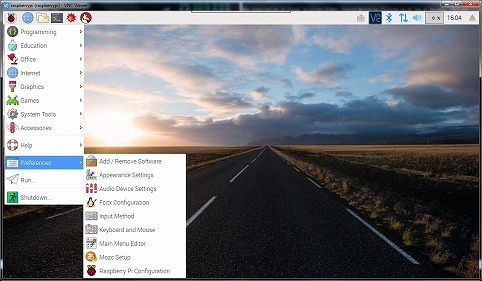 raspberrypi (raspberrypi) - VNC Viewer
V2
0 %
16:04
Programming
Education
Office
Internet
Graphics
Games
System Tools
Accessories
Help
Preferences
Run...
Shutdown...
Add / Remove Software
Appearance Settings
Audio Device Settings
Fcitx Configuration
Input Method
Keyboard and Mouse
Main Menu Editor
Mozc Setup
Raspberry Pi Configuration